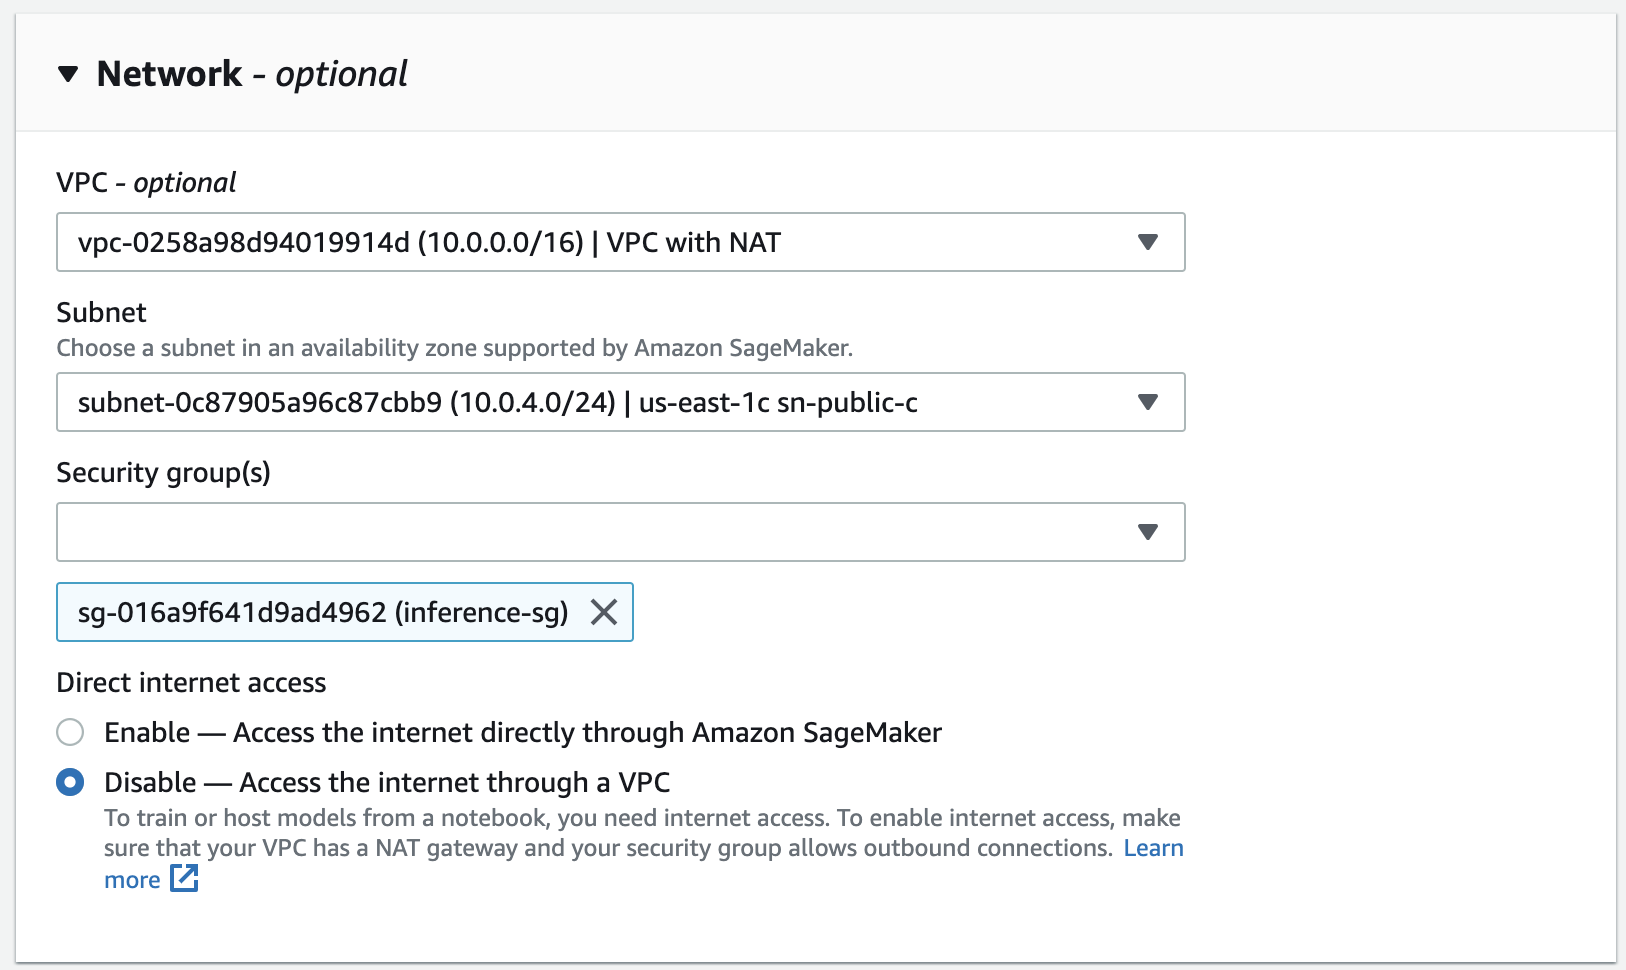 Network - optional
VPC - optional
vpc-0258a98d94019914d (10.0.0.0/16) | VPC with NAT
Subnet
Choose a subnet in an availability zone supported by Amazon SageMaker.
subnet-0c87905a96c87cbb9 (10.0.4.0/24) | us-east-1c sn-public-c
Security group(s)
sg-016a9f641d9ad4962 (inference-sg)
Direct internet access
Enable — Access the internet directly through Amazon SageMaker
Disable — Access the internet through a VPC
To train or host models from a notebook, you need internet access. To enable internet access, make
sure that your VPC has a NAT gateway and your security group allows outbound connections. Learn
more